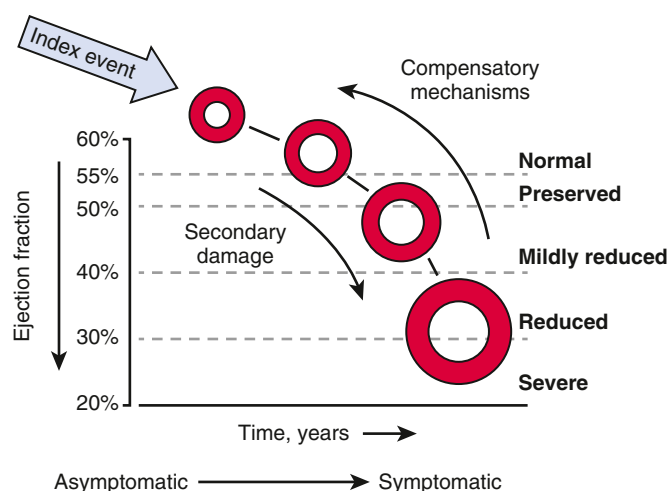 Index event
Compensatory
mechanisms
60%
55%
50%
40%
30%
20%
Ejection fraction
Secondary
damage
Normal
Preserved
Mildly reduced
Reduced
Severe
Time, years
Asymptomatic
Symptomatic